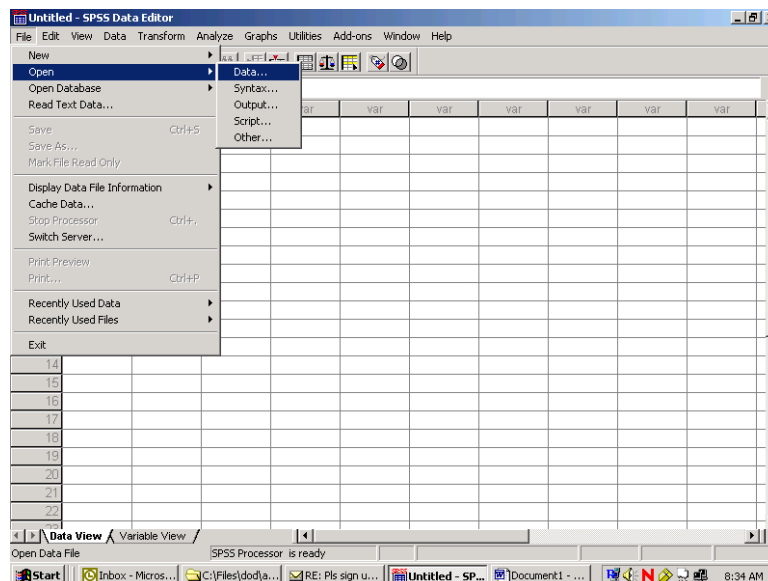 Untitled - SPSS Data Editor
File Edit View Data Transform Analyze Graphs Utilities Add-ons Window Help
New
Open
Open Database
Read Text Data...
Save Ctrl+S
Save As...
Mark File Read Only
Display Data File Information
Cache Data...
Stop Processor Ctrl+.
Switch Server...
Print Preview
Print... Ctrl+P
Recently Used Data
Recently Used Files
Exit
Data...
Syntax...
Output...
Script...
Other...
var var var var var var
14
15
16
17
18
19
20
21
22
Data View Variable View
Open Data File SPSS Processor is ready
Start Inbox - Micros... C:\Files\dod\a... RE: Pls sign u... Untitled - SP... Document1 - ... N 8:34 AM